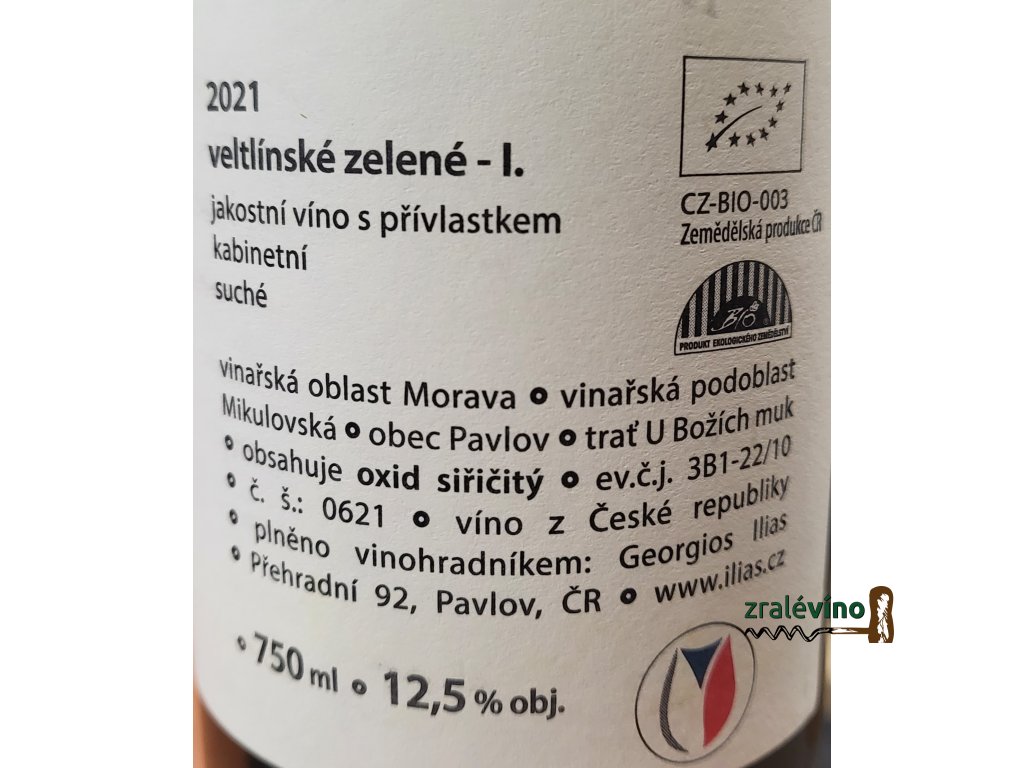 2021
veltlínské zelené - I.
jakostní víno s přívlastkem
kabinetní
suché
CZ-BIO-003
Zemědělská produkce ČR
BIO
®
PRODUKT EKOLOGICKÉHO ZEMĚDĚLSTVÍ
vinařská oblast Morava • vinařská podoblast
Mikulovská • obec Pavlov • trať U Božích muk
• obsahuje oxid siřičitý • ev.č.j. 3B1-22/10
• č. š.: 0621 • víno z České republiky
• plněno vinohradníkem: Georgios Ilias
• Přehradní 92, Pavlov, ČR • www.ilias.cz
zralévíno
• 750 ml • 12,5 % obj.